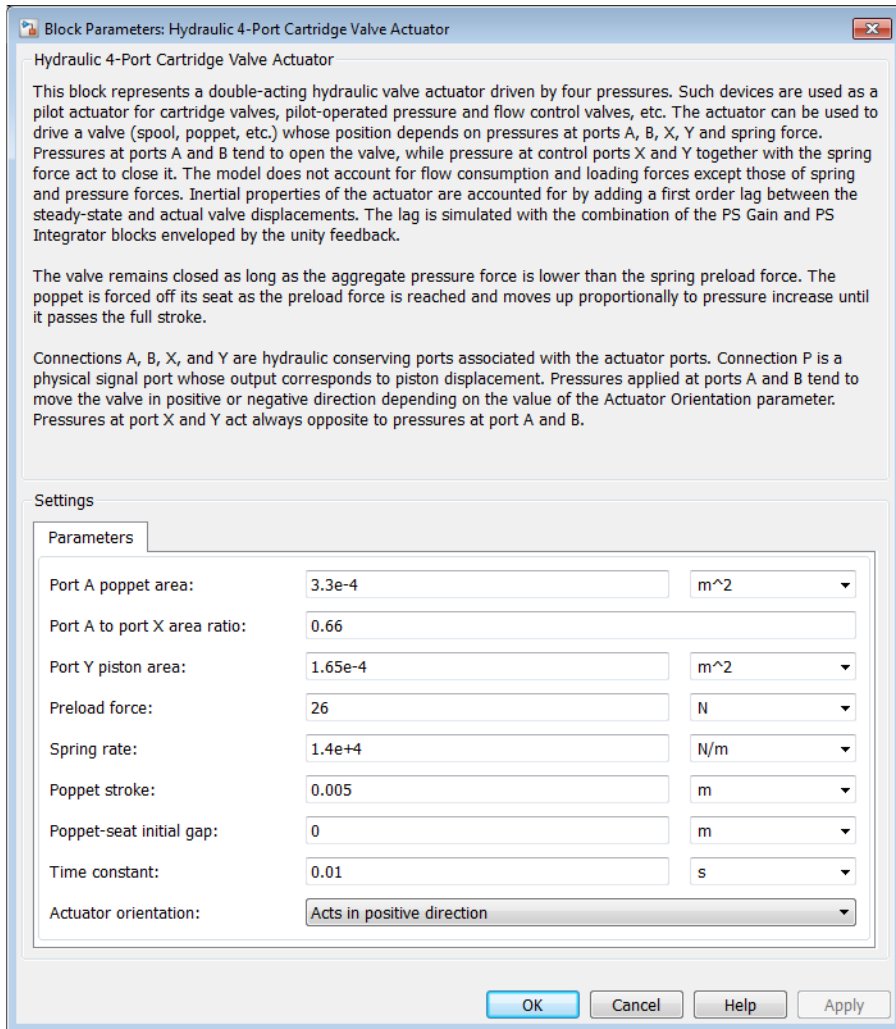 Block Parameters: Hydraulic 4-Port Cartridge Valve Actuator
Hydraulic 4-Port Cartridge Valve Actuator
This block represents a double-acting hydraulic valve actuator driven by four pressures. Such devices are used as a
pilot actuator for cartridge valves, pilot-operated pressure and flow control valves, etc. The actuator can be used to
drive a valve (spool, poppet, etc.) whose position depends on pressures at ports A, B, X, Y and spring force.
Pressures at ports A and B tend to open the valve, while pressure at control ports X and Y together with the spring
force act to close it. The model does not account for flow consumption and loading forces except those of spring
and pressure forces. Inertial properties of the actuator are accounted for by adding a first order lag between the
steady-state and actual valve displacements. The lag is simulated with the combination of the PS Gain and PS
Integrator blocks enveloped by the unity feedback.
The valve remains closed as long as the aggregate pressure force is lower than the spring preload force. The
poppet is forced off its seat as the preload force is reached and moves up proportionally to pressure increase until
it passes the full stroke.
Connections A, B, X, and Y are hydraulic conserving ports associated with the actuator ports. Connection P is a
physical signal port whose output corresponds to piston displacement. Pressures applied at ports A and B tend to
move the valve in positive or negative direction depending on the value of the Actuator Orientation parameter.
Pressures at port X and Y act always opposite to pressures at port A and B.
Settings
Parameters
Port A poppet area: 3.3e-4 m^2
Port A to port X area ratio: 0.66
Port Y piston area: 1.65e-4 m^2
Preload force: 26 N
Spring rate: 1.4e+4 N/m
Poppet stroke: 0.005 m
Poppet-seat initial gap: 0 m
Time constant: 0.01 s
Actuator orientation: Acts in positive direction
OK Cancel Help Apply